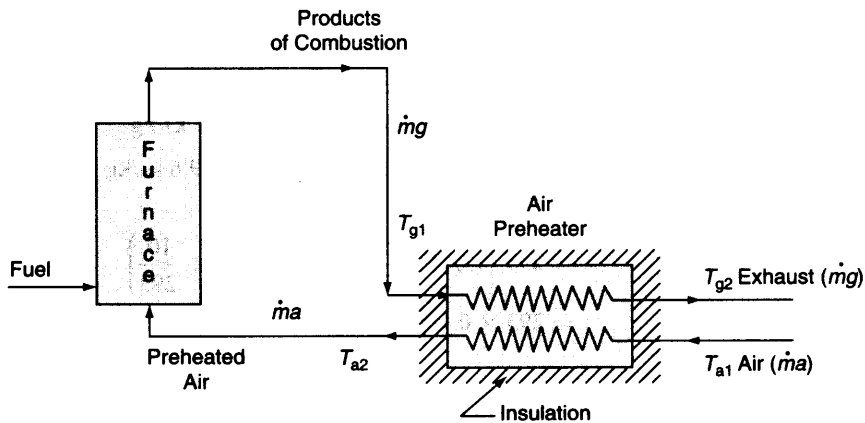 Products
of Combustion
ṁg
Furnace
Air
Preheater
T_g1
Fuel
T_g2 Exhaust (ṁg)
ṁa
Preheated
Air
T_a2
T_a1 Air (ṁa)
Insulation